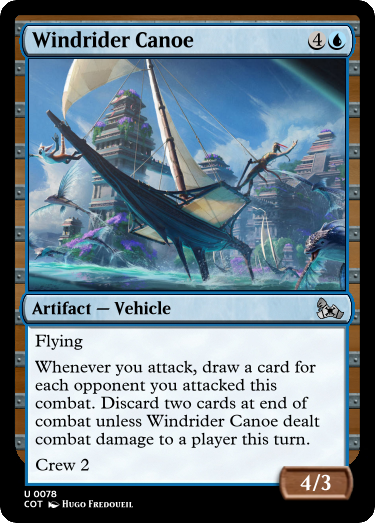 Windrider Canoe 4
Artifact — Vehicle
Flying
Whenever you attack, draw a card for
each opponent you attacked this
combat. Discard two cards at end of
combat unless Windrider Canoe dealt
combat damage to a player this turn.
Crew 2
4/3
U 0078
COT Hugo Fredoueil